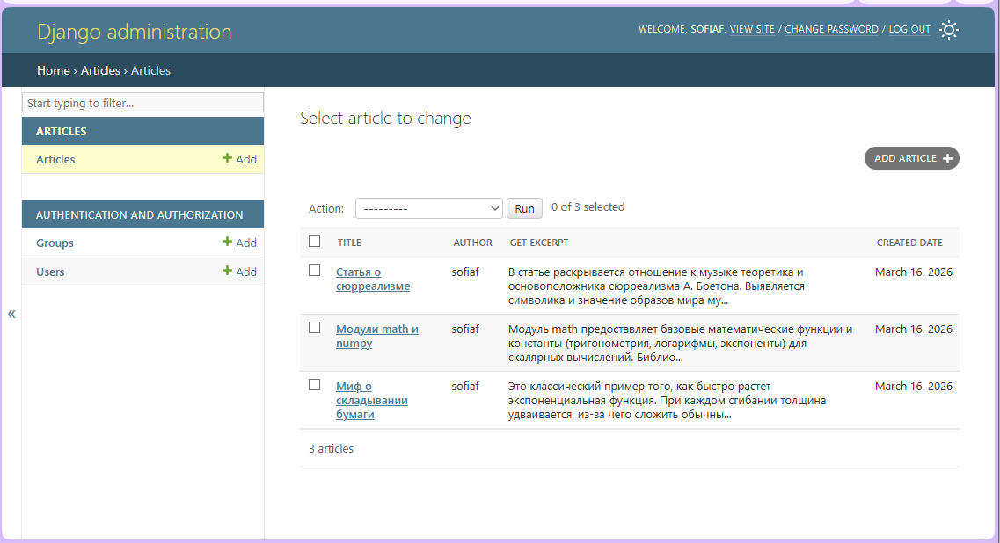 Django administration
WELCOME, SOFIAF. VIEW SITE / CHANGE PASSWORD / LOG OUT
Home › Articles › Articles
Start typing to filter...
ARTICLES
Articles
+ Add
AUTHENTICATION AND AUTHORIZATION
Groups
+ Add
Users
+ Add
«
Select article to change
ADD ARTICLE +
Action:
---------
Run
0 of 3 selected
TITLE AUTHOR GET EXCERPT CREATED DATE
Статья о
сюрреализме
sofiaf
В статье раскрывается отношение к музыке теоретика и
основоположника сюрреализма А. Бретона. Выявляется
символика и значение образов мира му...
March 16, 2026
Модули math и
numpy
sofiaf
Модуль math предоставляет базовые математические функции и
константы (тригонометрия, логарифмы, экспоненты) для
скалярных вычислений. Библио...
March 16, 2026
Миф о
складывании
бумаги
sofiaf
Это классический пример того, как быстро растет
экспоненциальная функция. При каждом сгибании толщина
удваивается, из-за чего сложить обычны...
March 16, 2026
3 articles